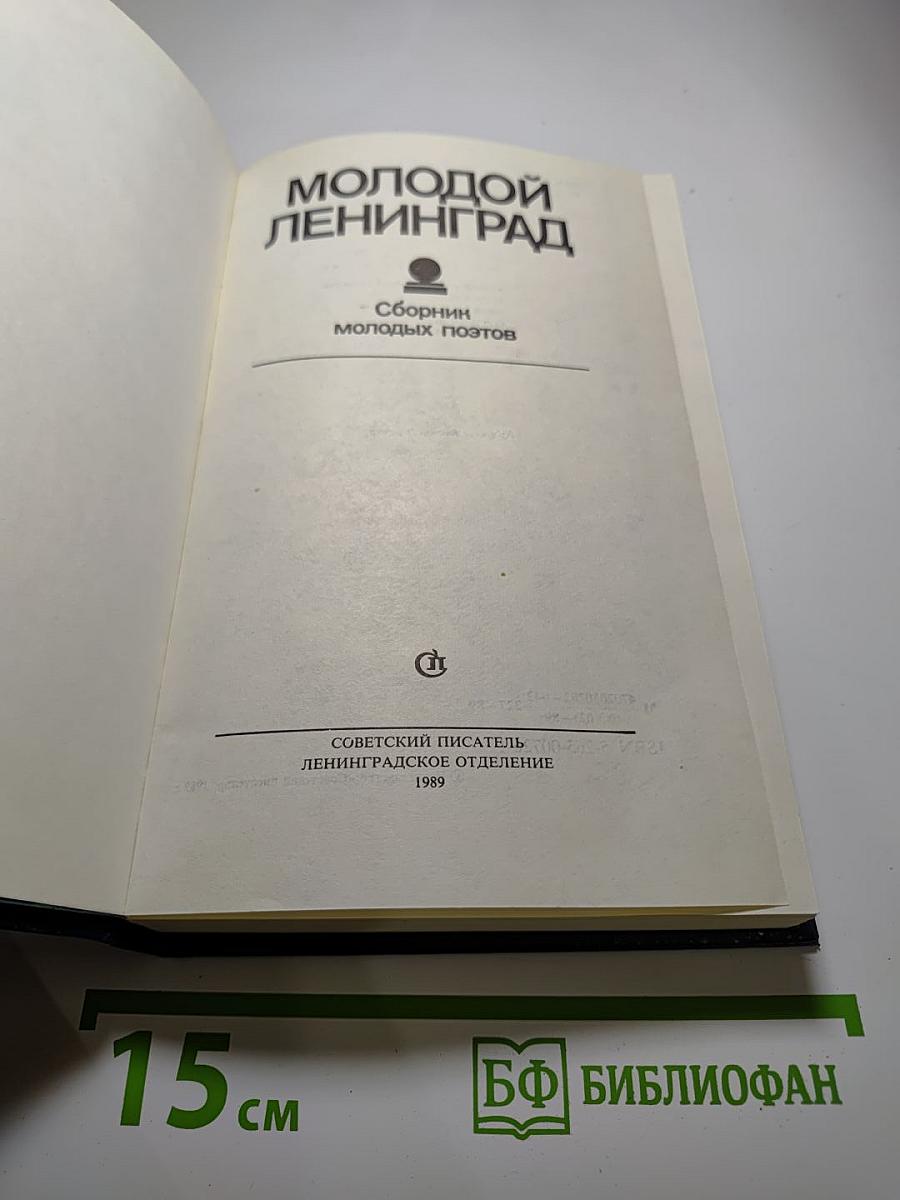 МОЛОДОЙ
ЛЕНИНГРАД
Сборник
молодых поэтов
СОВЕТСКИЙ ПИСАТЕЛЬ
ЛЕНИНГРАДСКОЕ ОТДЕЛЕНИЕ
1989
15 см
БФ БИБЛИОФАН